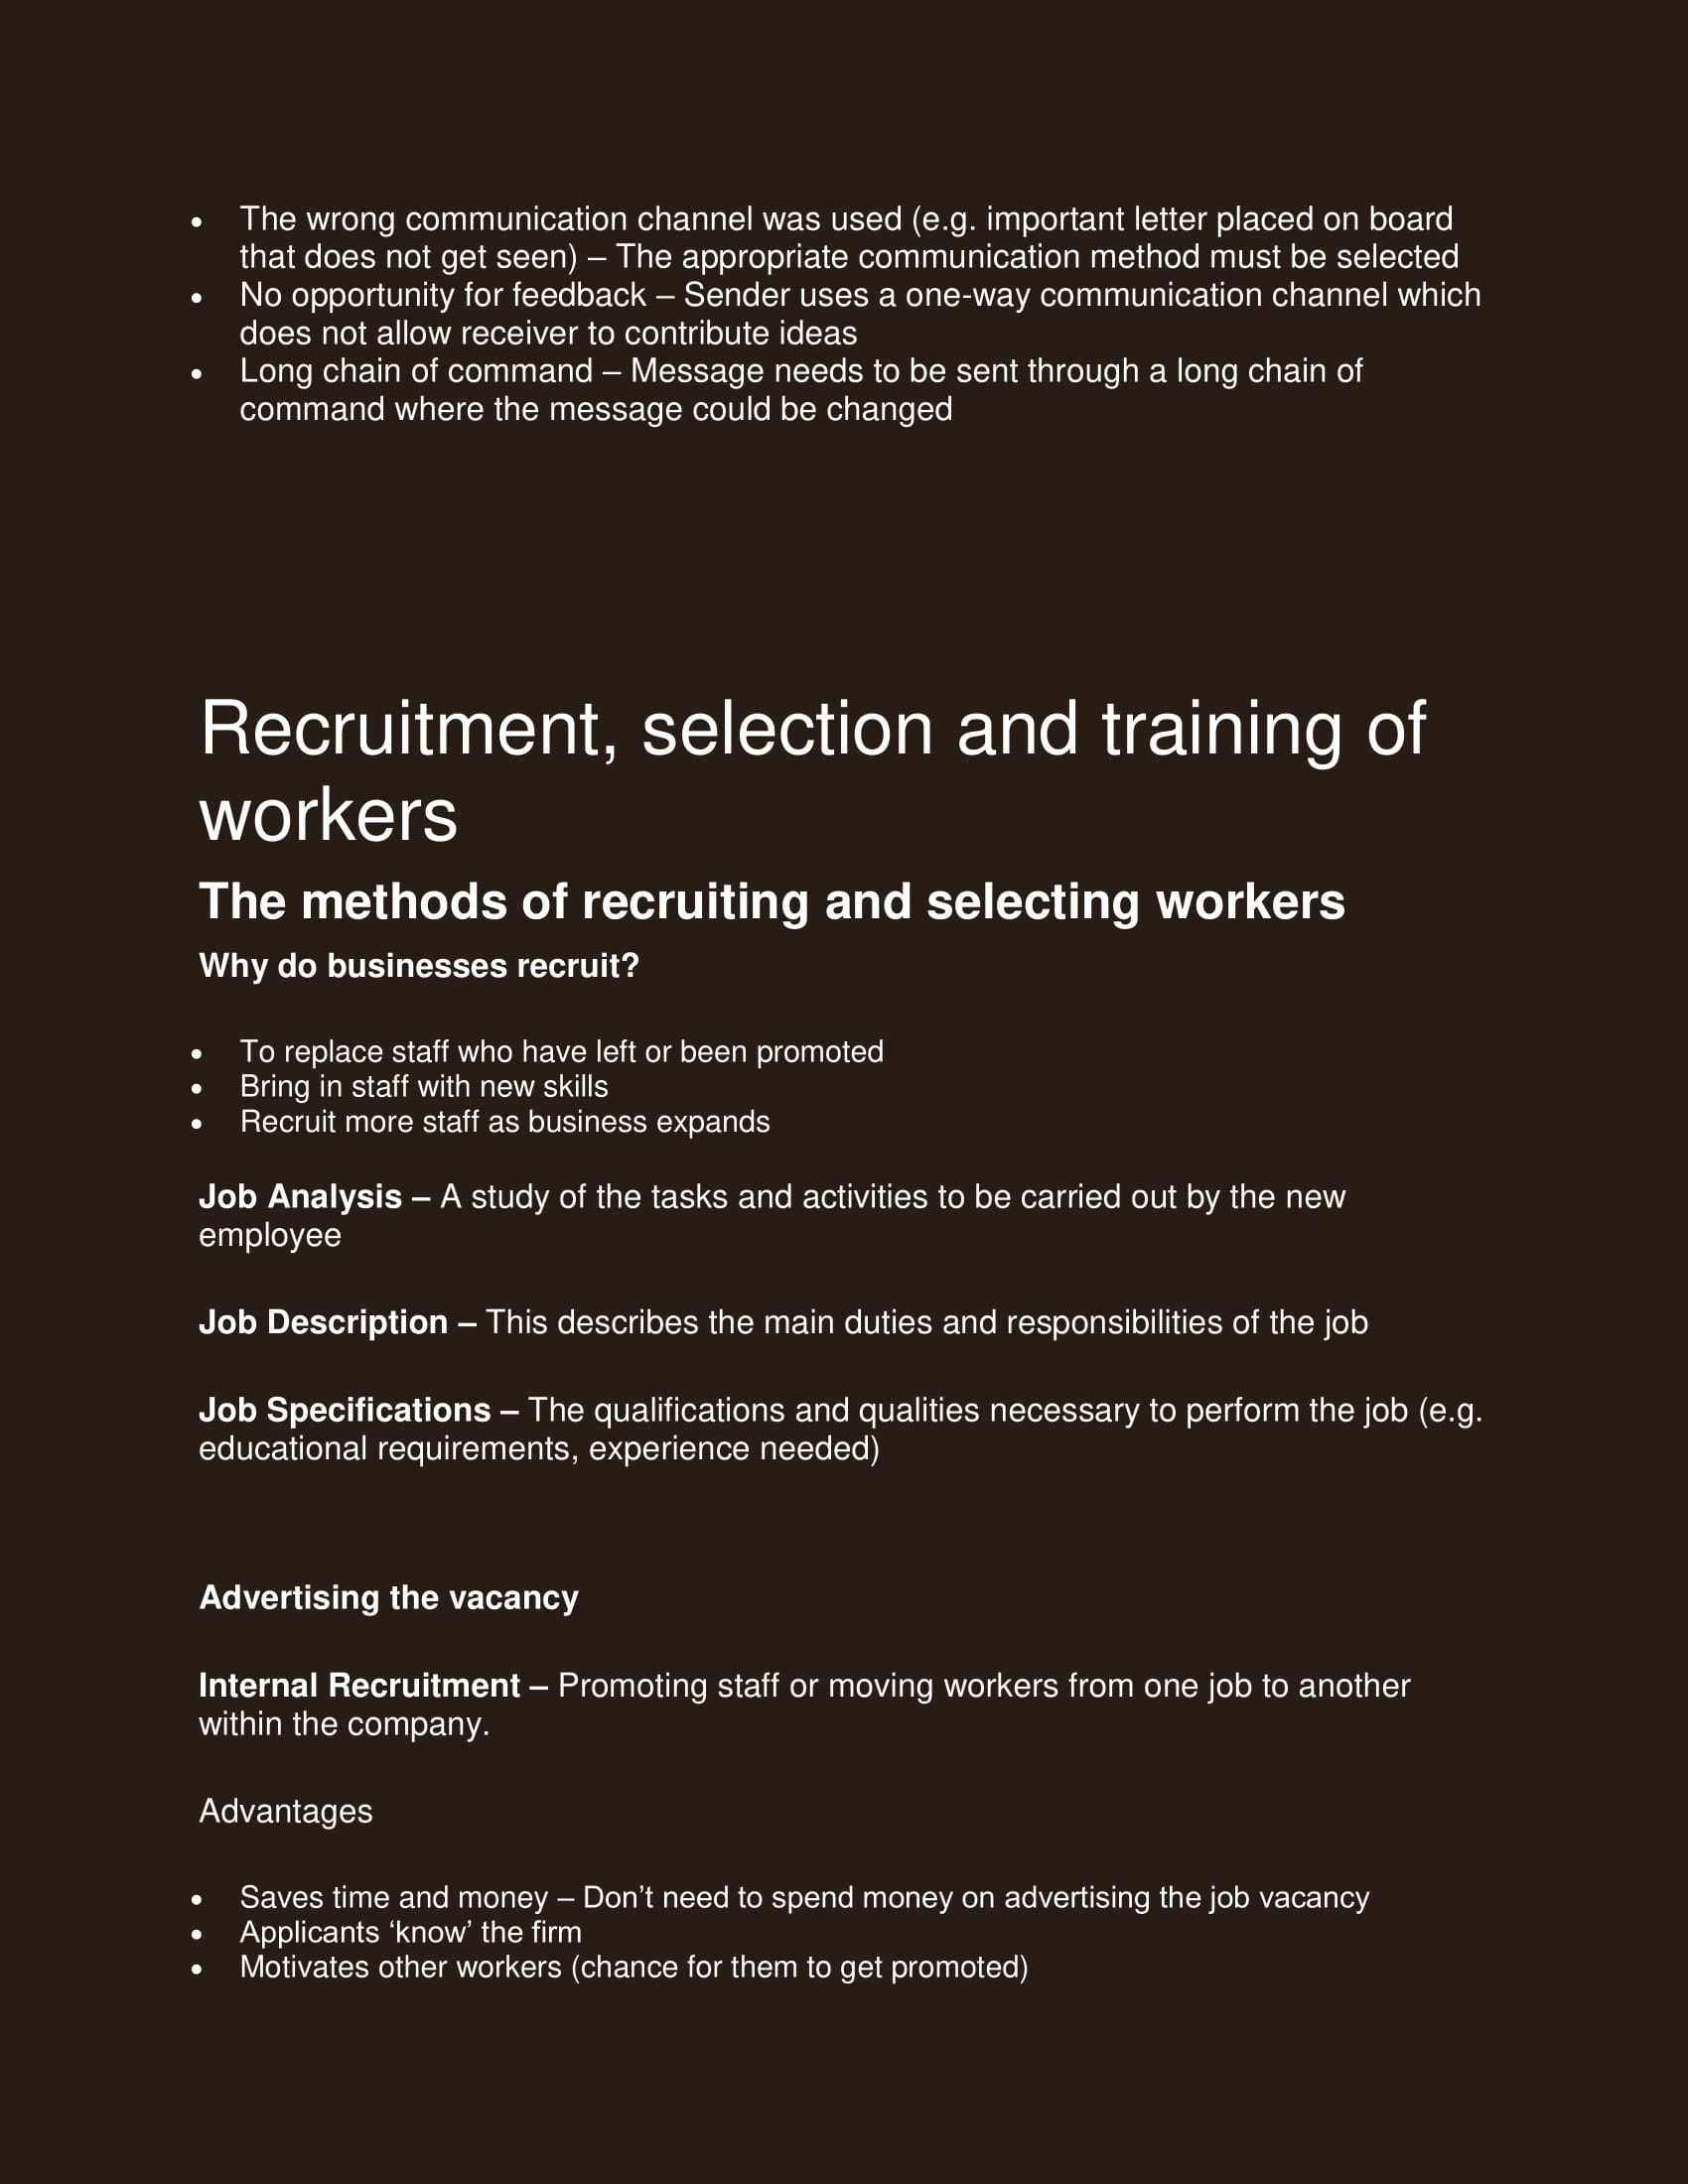 • The wrong communication channel was used (e.g. important letter placed on board
that does not get seen) – The appropriate communication method must be selected
• No opportunity for feedback – Sender uses a one-way communication channel which
does not allow receiver to contribute ideas
• Long chain of command – Message needs to be sent through a long chain of
command where the message could be changed
Recruitment, selection and training of
workers
The methods of recruiting and selecting workers
Why do businesses recruit?
• To replace staff who have left or been promoted
• Bring in staff with new skills
• Recruit more staff as business expands
Job Analysis – A study of the tasks and activities to be carried out by the new
employee
Job Description – This describes the main duties and responsibilities of the job
Job Specifications – The qualifications and qualities necessary to perform the job (e.g.
educational requirements, experience needed)
Advertising the vacancy
Internal Recruitment – Promoting staff or moving workers from one job to another
within the company.
Advantages
• Saves time and money – Don’t need to spend money on advertising the job vacancy
• Applicants ‘know’ the firm
• Motivates other workers (chance for them to get promoted)